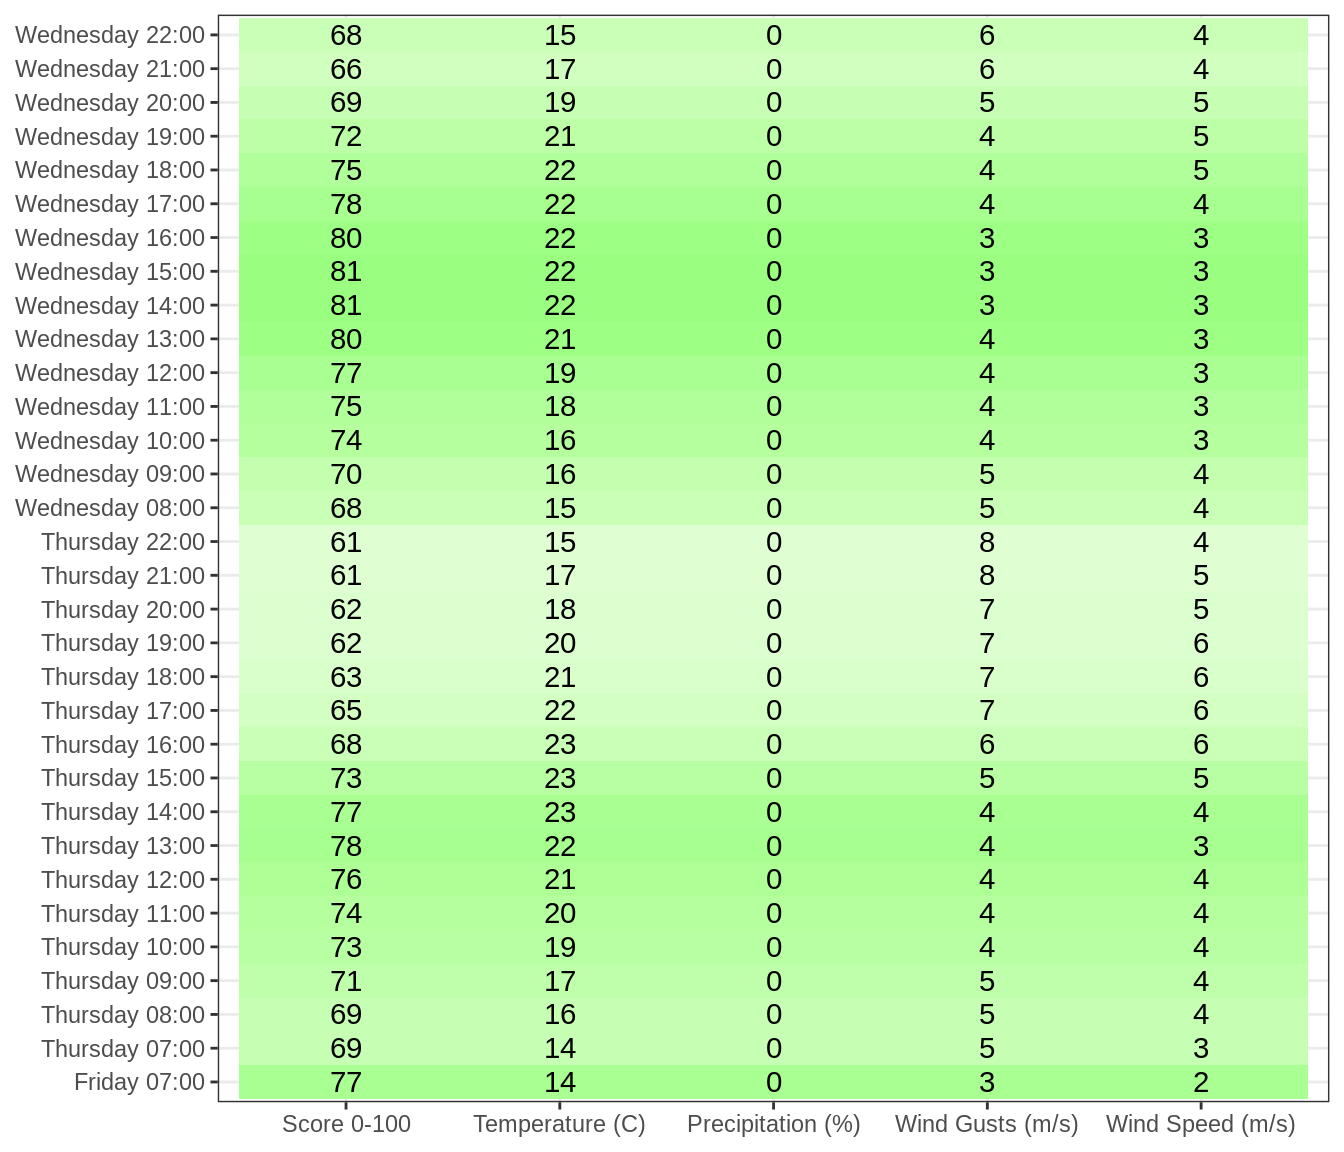 Wednesday 22:00 68 15 0 6 4
Wednesday 21:00 66 17 0 6 4
Wednesday 20:00 69 19 0 5 5
Wednesday 19:00 72 21 0 4 5
Wednesday 18:00 75 22 0 4 5
Wednesday 17:00 78 22 0 4 4
Wednesday 16:00 80 22 0 3 3
Wednesday 15:00 81 22 0 3 3
Wednesday 14:00 81 22 0 3 3
Wednesday 13:00 80 21 0 4 3
Wednesday 12:00 77 19 0 4 3
Wednesday 11:00 75 18 0 4 3
Wednesday 10:00 74 16 0 4 3
Wednesday 09:00 70 16 0 5 4
Wednesday 08:00 68 15 0 5 4
Thursday 22:00 61 15 0 8 4
Thursday 21:00 61 17 0 8 5
Thursday 20:00 62 18 0 7 5
Thursday 19:00 62 20 0 7 6
Thursday 18:00 63 21 0 7 6
Thursday 17:00 65 22 0 7 6
Thursday 16:00 68 23 0 6 6
Thursday 15:00 73 23 0 5 5
Thursday 14:00 77 23 0 4 4
Thursday 13:00 78 22 0 4 3
Thursday 12:00 76 21 0 4 4
Thursday 11:00 74 20 0 4 4
Thursday 10:00 73 19 0 4 4
Thursday 09:00 71 17 0 5 4
Thursday 08:00 69 16 0 5 4
Thursday 07:00 69 14 0 5 3
Friday 07:00 77 14 0 3 2
Score 0-100 Temperature (C) Precipitation (%) Wind Gusts (m/s) Wind Speed (m/s)